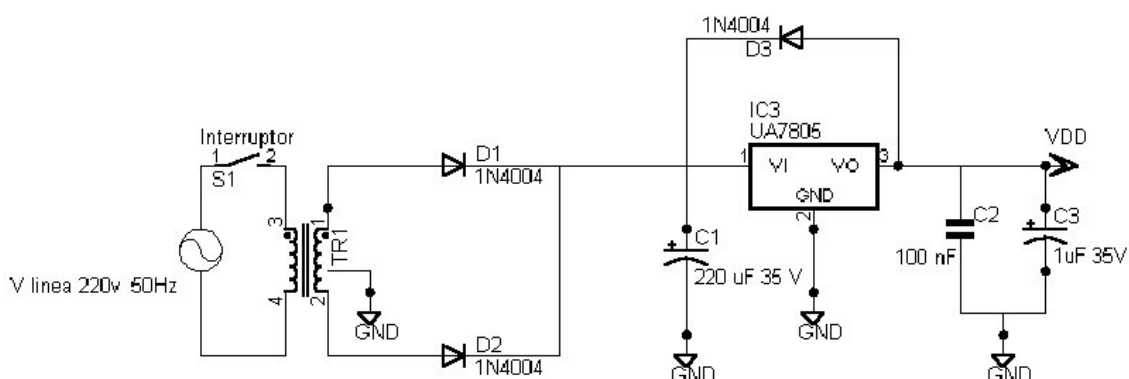 1N4004
D3
IC3
UA7805
Interruptor
1 2
S1
D1
1N4004
1 VI VO 3
GND
2
VDD
3 1
TR1
4 2
V linea 220v 50Hz
GND
C1
220 uF 35 V
C2
100 nF
C3
1uF 35V
D2
1N4004
GND
GND
GND